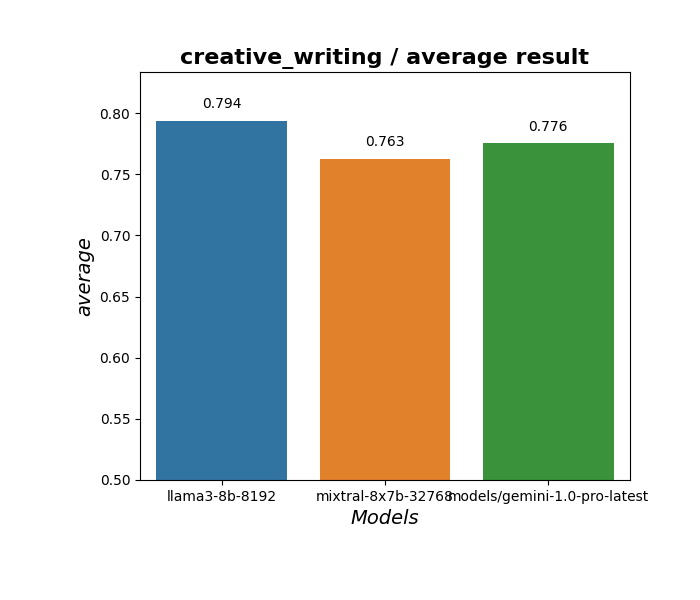 creative_writing / average result
0.794
0.763
0.776
average
0.80
0.75
0.70
0.65
0.60
0.55
0.50
llama3-8b-8192
mixtral-8x7b-32768
models/gemini-1.0-pro-latest
Models